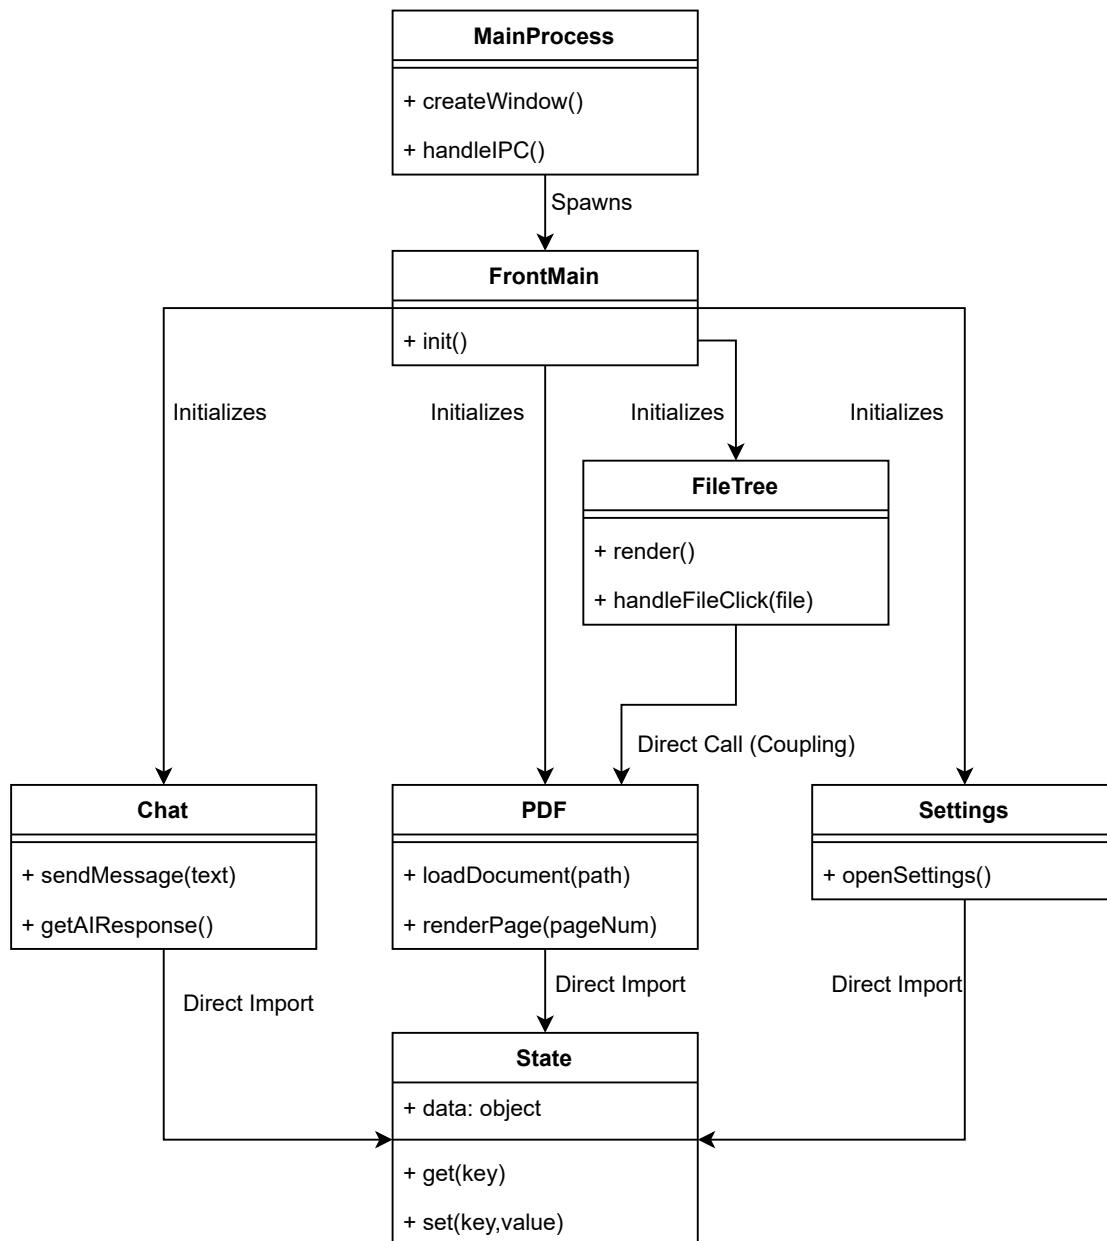 MainProcess
+ createWindow()
+ handleIPC()
Spawns
FrontMain
+ init()
Initializes
Initializes
Initializes
Initializes
FileTree
+ render()
+ handleFileClick(file)
Direct Call (Coupling)
Chat
+ sendMessage(text)
+ getAIResponse()
PDF
+ loadDocument(path)
+ renderPage(pageNum)
Settings
+ openSettings()
Direct Import
Direct Import
Direct Import
State
+ data: object
+ get(key)
+ set(key,value)